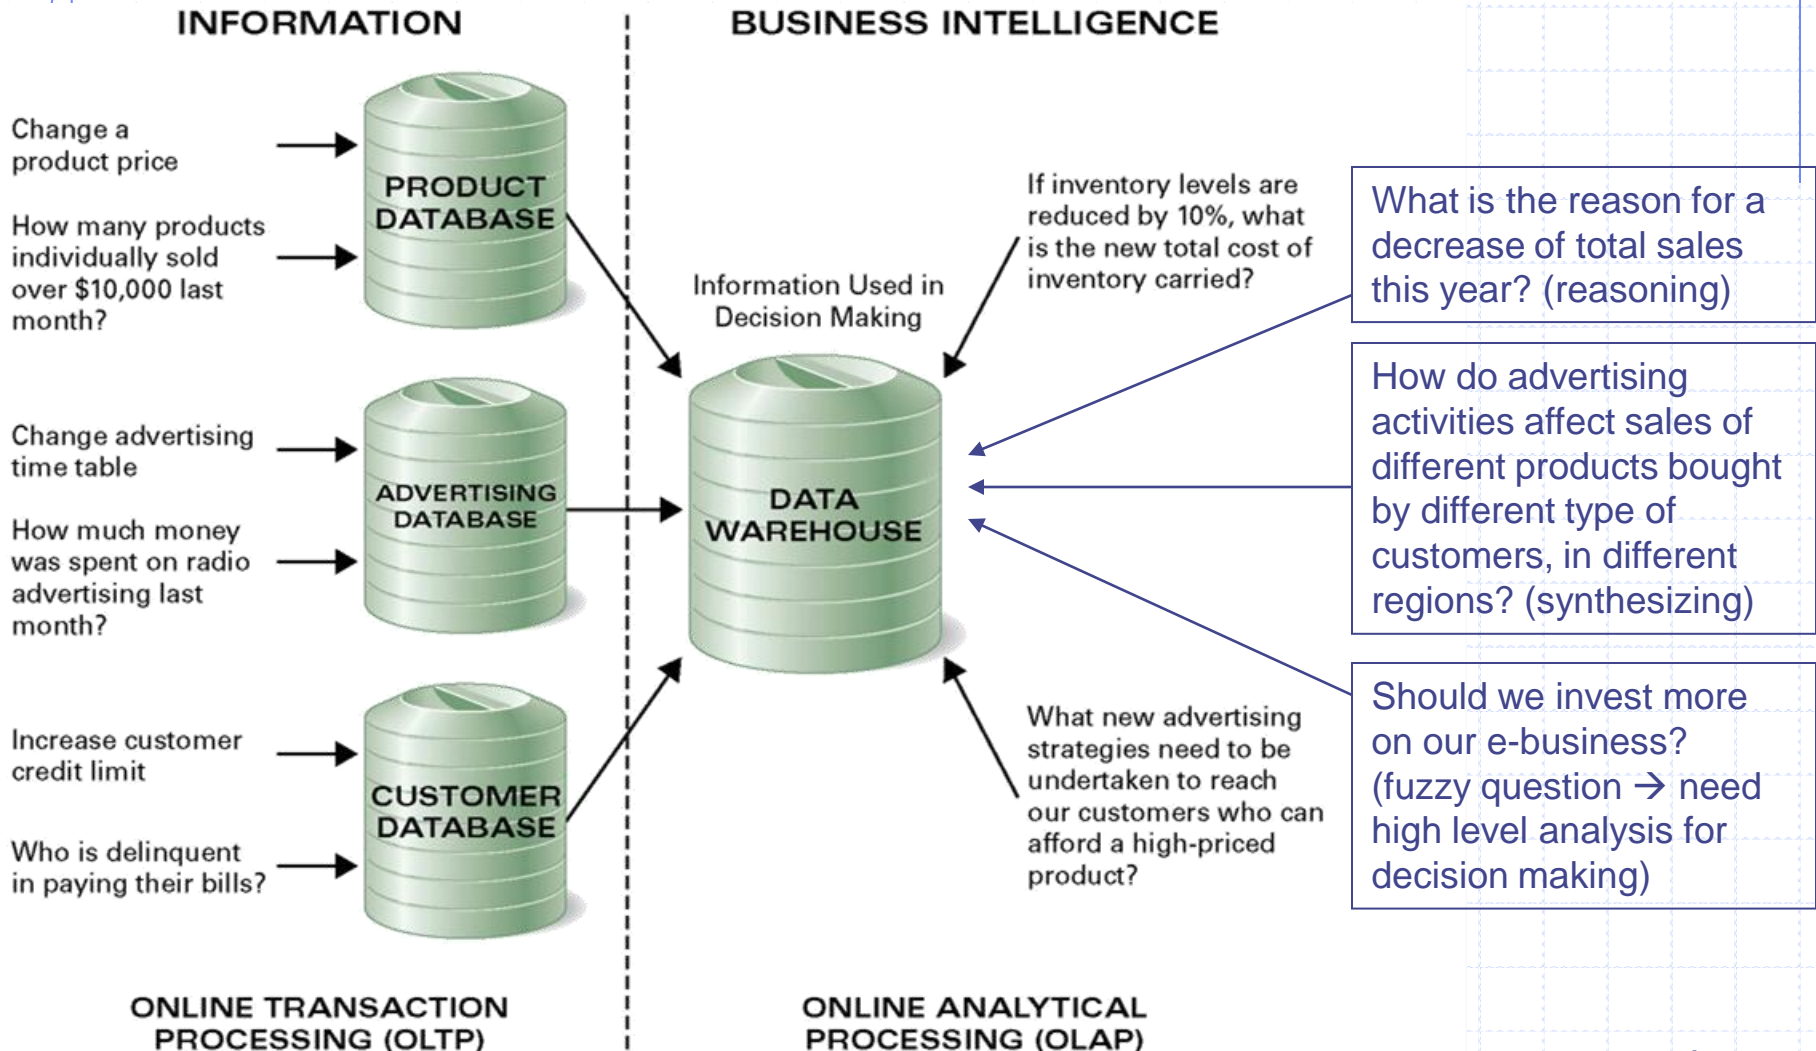 INFORMATION
BUSINESS INTELLIGENCE
Change a
product price
How many products
individually sold
over $10,000 last
month?
PRODUCT
DATABASE
Change advertising
time table
How much money
was spent on radio
advertising last
month?
ADVERTISING
DATABASE
Increase customer
credit limit
Who is delinquent
in paying their bills?
CUSTOMER
DATABASE
Information Used in
Decision Making
DATA
WAREHOUSE
If inventory levels are
reduced by 10%, what
is the new total cost of
inventory carried?
What new advertising
strategies need to be
undertaken to reach
our customers who can
afford a high-priced
product?
What is the reason for a
decrease of total sales
this year? (reasoning)
How do advertising
activities affect sales of
different products bought
by different type of
customers, in different
regions? (synthesizing)
Should we invest more
on our e-business?
(fuzzy question → need
high level analysis for
decision making)
ONLINE TRANSACTION
PROCESSING (OLTP)
ONLINE ANALYTICAL
PROCESSING (OLAP)